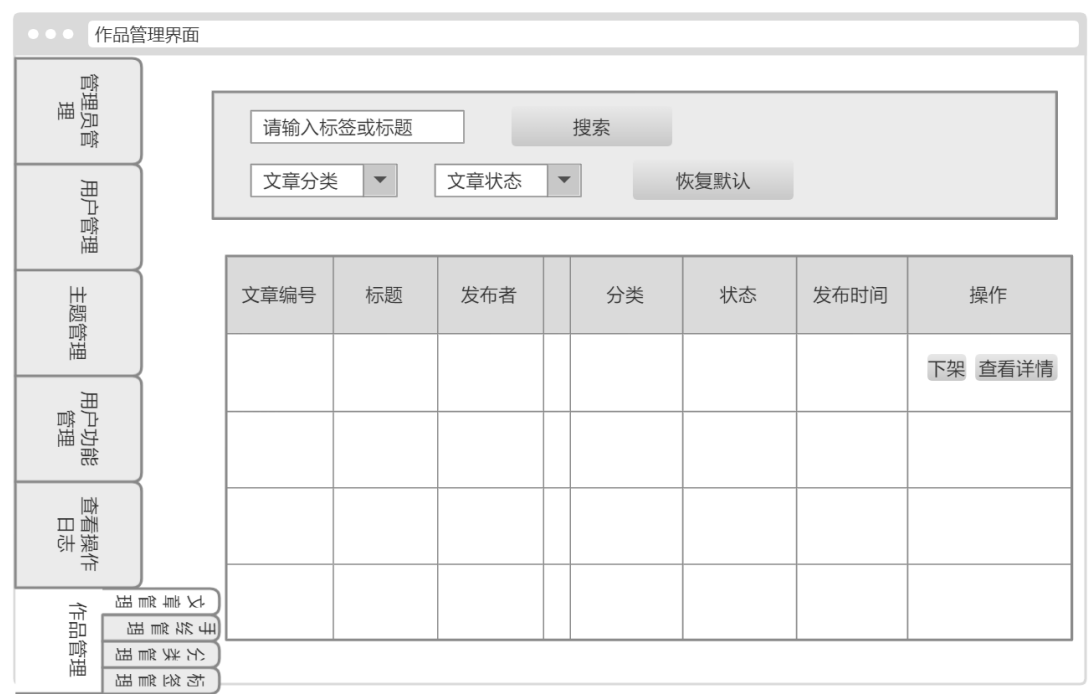 作品管理界面
管理员管
理
用户管理
主题管理
用户功能
管理
查看操作
日志
作品管理
文章管理
手绘管理
分类管理
标签管理
请输入标签或标题
搜索
文章分类
文章状态
恢复默认
文章编号 标题 发布者 分类 状态 发布时间 操作
下架 查看详情